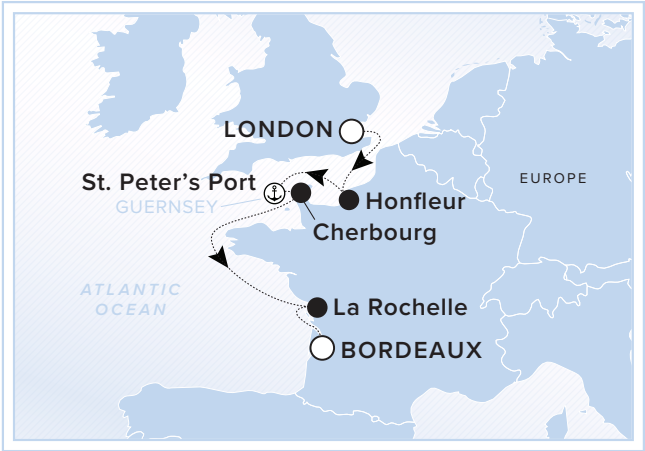 LONDON
EUROPE
St. Peter's Port
GUERNSEY
Honfleur
Cherbourg
ATLANTIC
OCEAN
La Rochelle
BORDEAUX